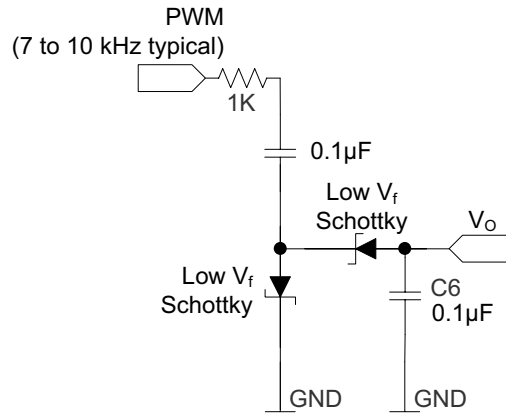 PWM
(7 to 10 kHz typical)
1K
0.1µF
Low Vf
Schottky
VO
Low Vf
Schottky
C6
0.1µF
GND
GND